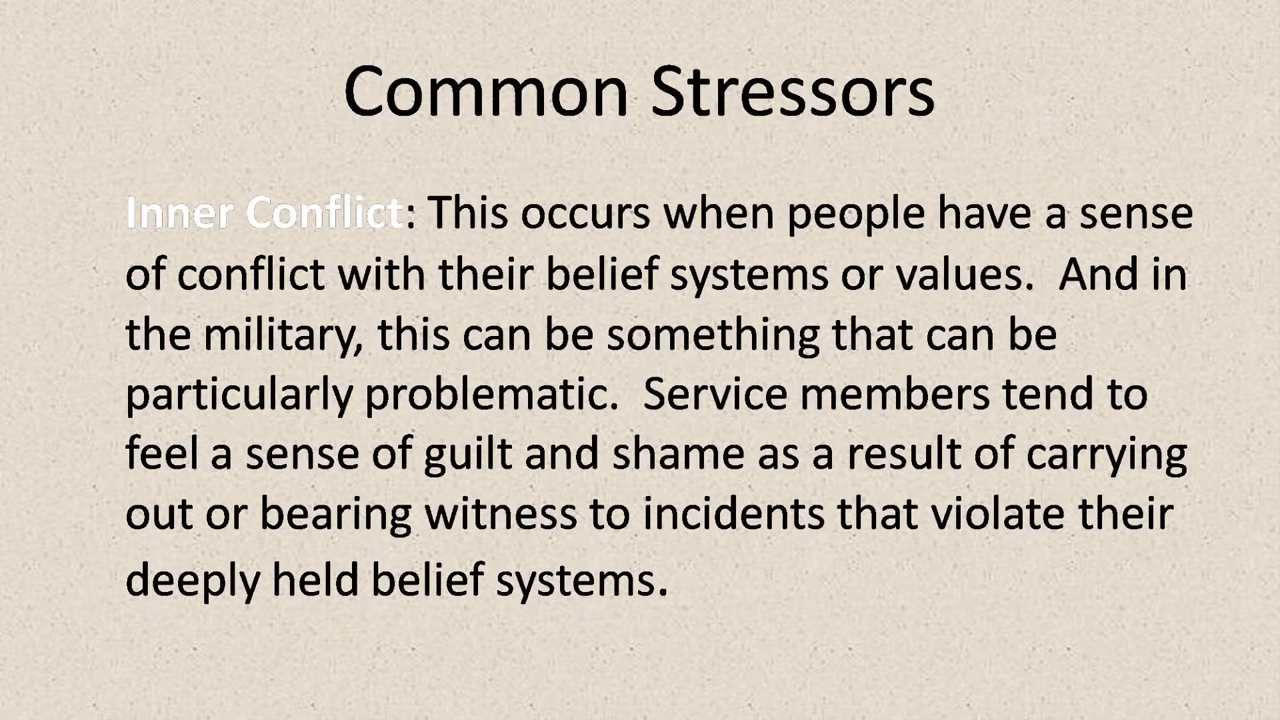 Common Stressors
Inner Conflict: This occurs when people have a sense
of conflict with their belief systems or values.  And in
the military, this can be something that can be
particularly problematic.  Service members tend to
feel a sense of guilt and shame as a result of carrying
out or bearing witness to incidents that violate their
deeply held belief systems.